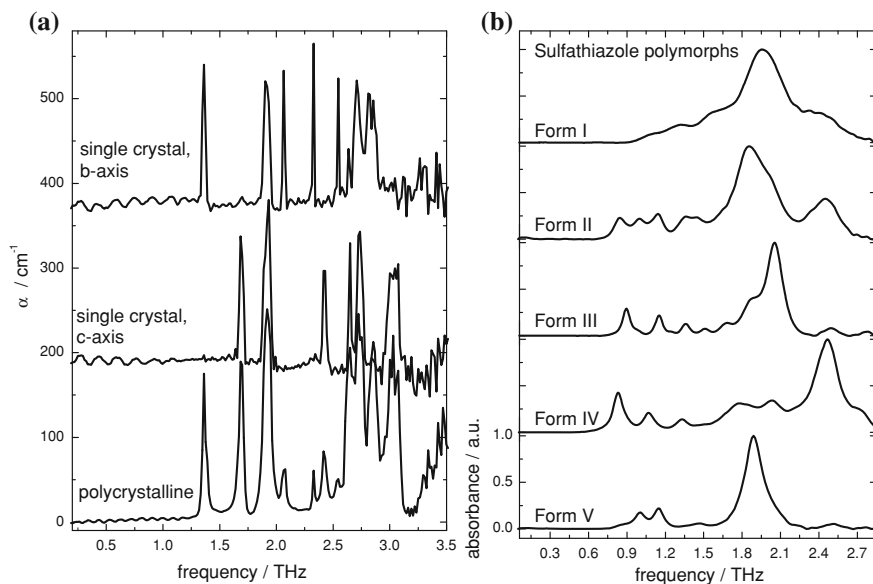 (a)
500
400
300
200
100
0
α / cm⁻¹
single crystal,
b-axis
single crystal,
c-axis
polycrystalline
0.5 1.0 1.5 2.0 2.5 3.0 3.5
frequency / THz
(b)
Sulfathiazole polymorphs
Form I
Form II
Form III
Form IV
Form V
1.0
0.5
0.0
absorbance / a.u.
0.3 0.6 0.9 1.2 1.5 1.8 2.1 2.4 2.7
frequency / THz